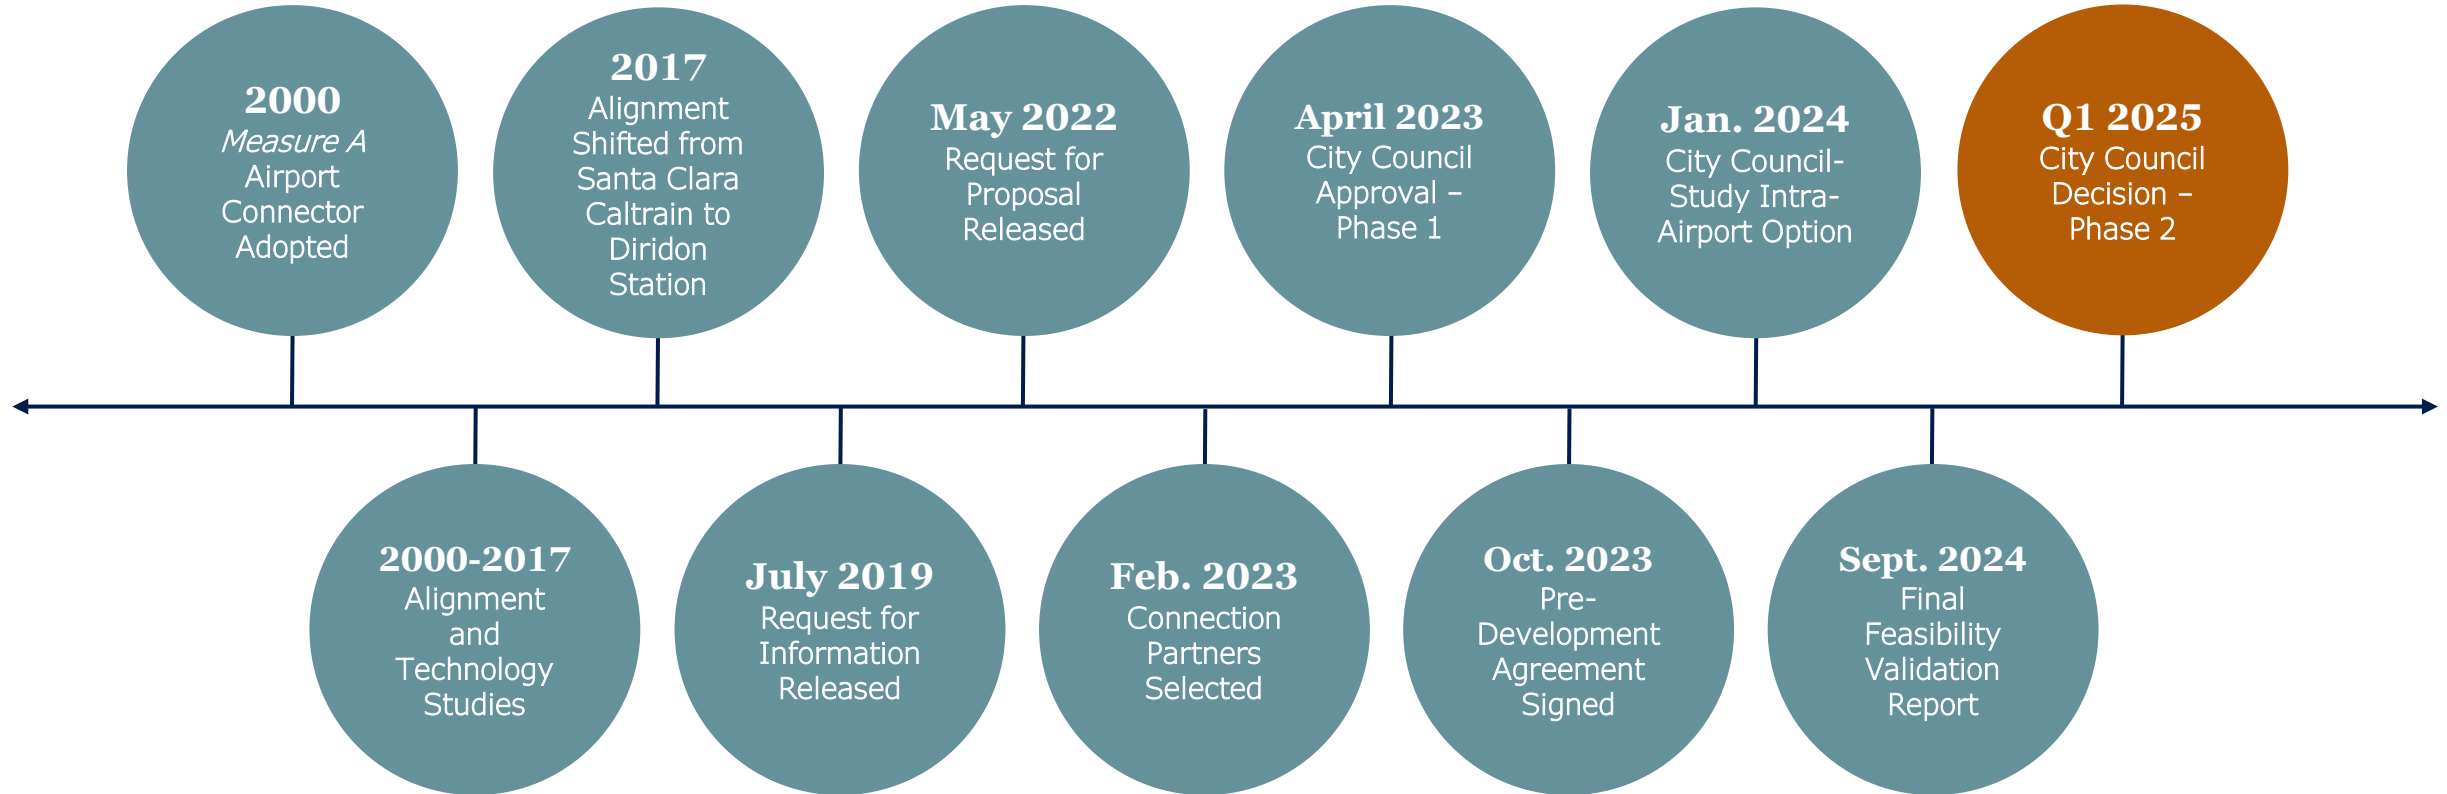 2000
Measure A
Airport
Connector
Adopted
2017
Alignment
Shifted from
Santa Clara
Caltrain to
Diridon
Station
May 2022
Request for
Proposal
Released
April 2023
City Council
Approval –
Phase 1
Jan. 2024
City Council-
Study Intra-
Airport Option
Q1 2025
City Council
Decision –
Phase 2
2000-2017
Alignment
and
Technology
Studies
July 2019
Request for
Information
Released
Feb. 2023
Connection
Partners
Selected
Oct. 2023
Pre-
Development
Agreement
Signed
Sept. 2024
Final
Feasibility
Validation
Report